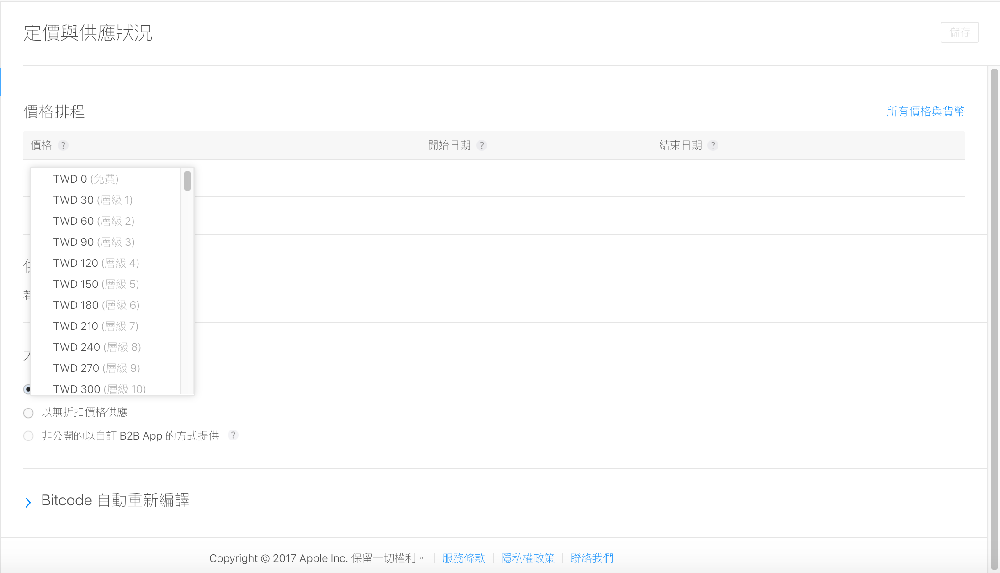 定價與供應狀況
儲存
價格排程
所有價格與貨幣
價格 ?
開始日期 ?
結束日期 ?
TWD 0 (免費)
TWD 30 (層級 1)
TWD 60 (層級 2)
TWD 90 (層級 3)
TWD 120 (層級 4)
TWD 150 (層級 5)
TWD 180 (層級 6)
TWD 210 (層級 7)
TWD 240 (層級 8)
TWD 270 (層級 9)
TWD 300 (層級 10)
以無折扣價格供應
非公開的以自訂 B2B App 的方式提供 ?
Bitcode 自動重新編譯
Copyright © 2017 Apple Inc. 保留一切權利。
服務條款
隱私權政策
聯絡我們